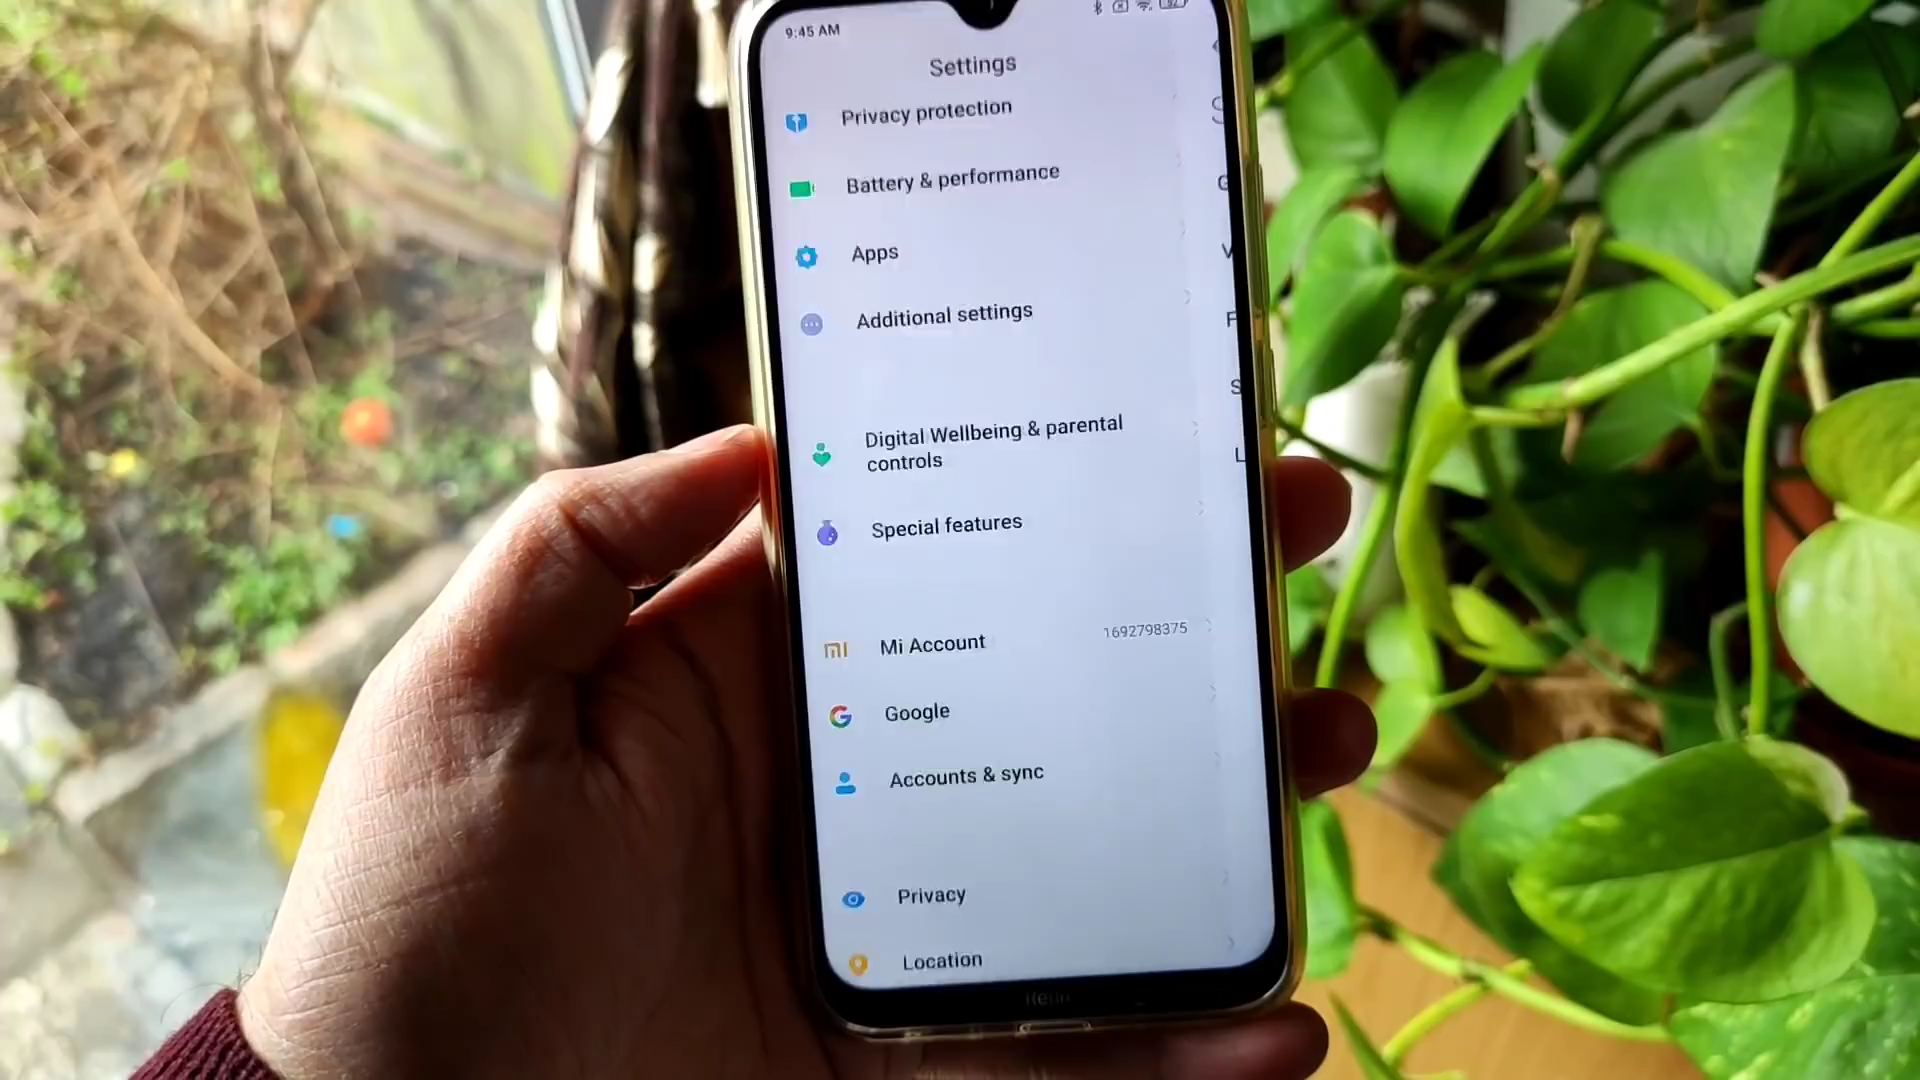 9:45 AM
Settings
Privacy protection
Battery & performance
Apps
Additional settings
Digital Wellbeing & parental
controls
Special features
Mi Account
1692798375
Google
Accounts & sync
Privacy
Location